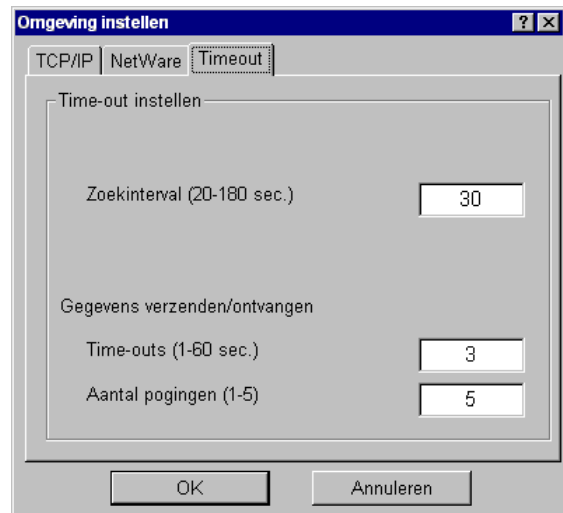 Omgeving instellen
TCP/IP NetWare Timeout
Time-out instellen
Zoekinterval (20-180 sec.) 30
Gegevens verzenden/ontvangen
Time-outs (1-60 sec.) 3
Aantal pogingen (1-5) 5
OK Annuleren